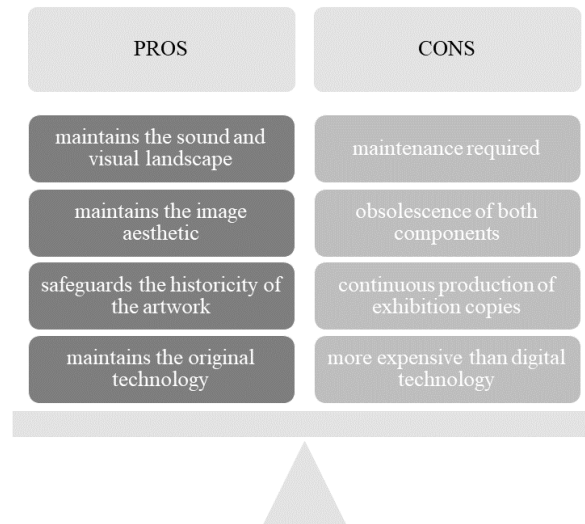 PROS
CONS
maintains the sound and
visual landscape
maintenance required
maintains the image
aesthetic
obsolescence of both
components
safeguards the historicity of
the artwork
continuous production of
exhibition copies
maintains the original
technology
more expensive than digital
technology